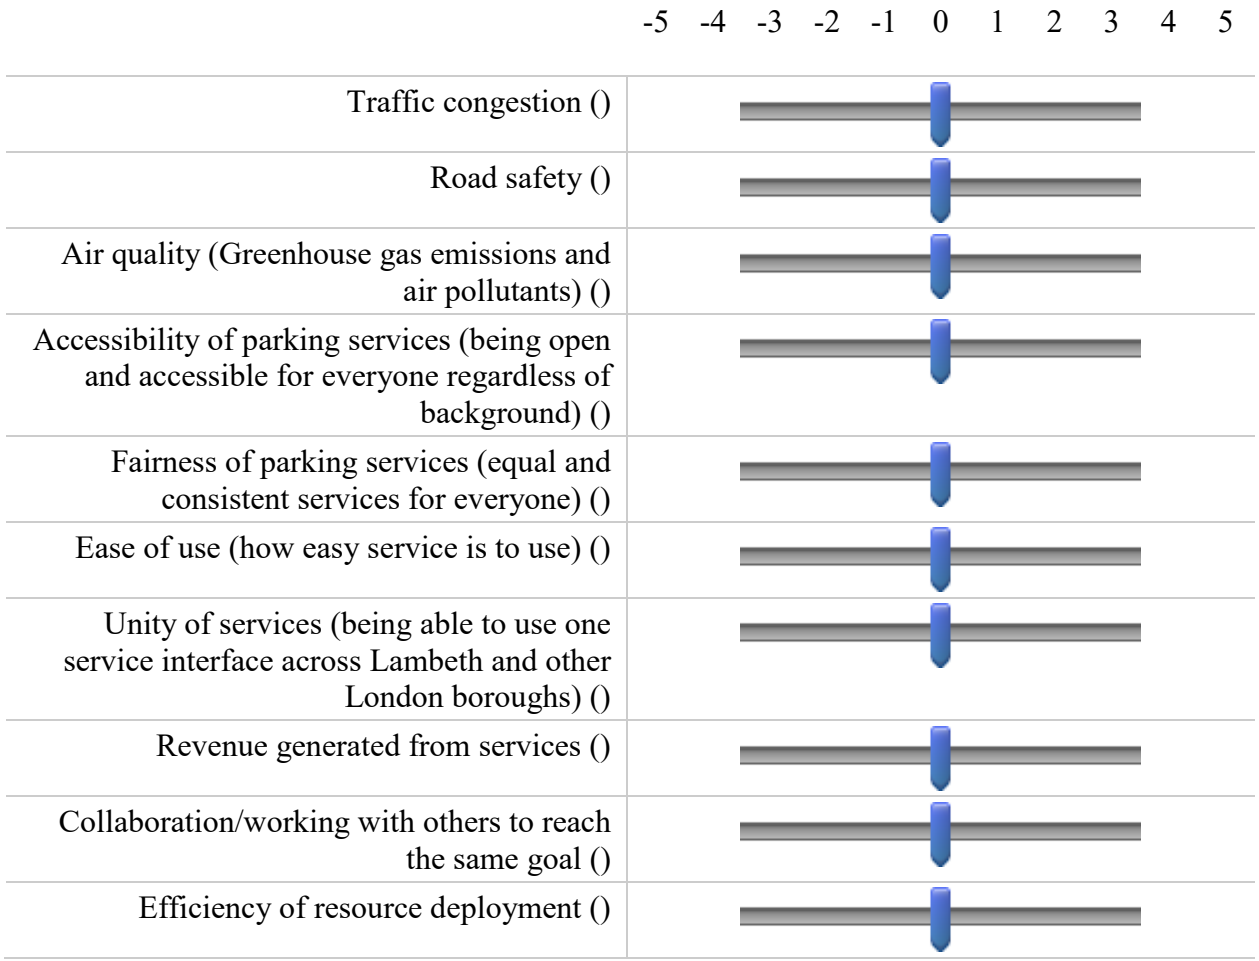 -5 -4 -3 -2 -1 0 1 2 3 4 5
Traffic congestion ()
Road safety ()
Air quality (Greenhouse gas emissions and
air pollutants) ()
Accessibility of parking services (being open
and accessible for everyone regardless of
background) ()
Fairness of parking services (equal and
consistent services for everyone) ()
Ease of use (how easy service is to use) ()
Unity of services (being able to use one
service interface across Lambeth and other
London boroughs) ()
Revenue generated from services ()
Collaboration/working with others to reach
the same goal ()
Efficiency of resource deployment ()